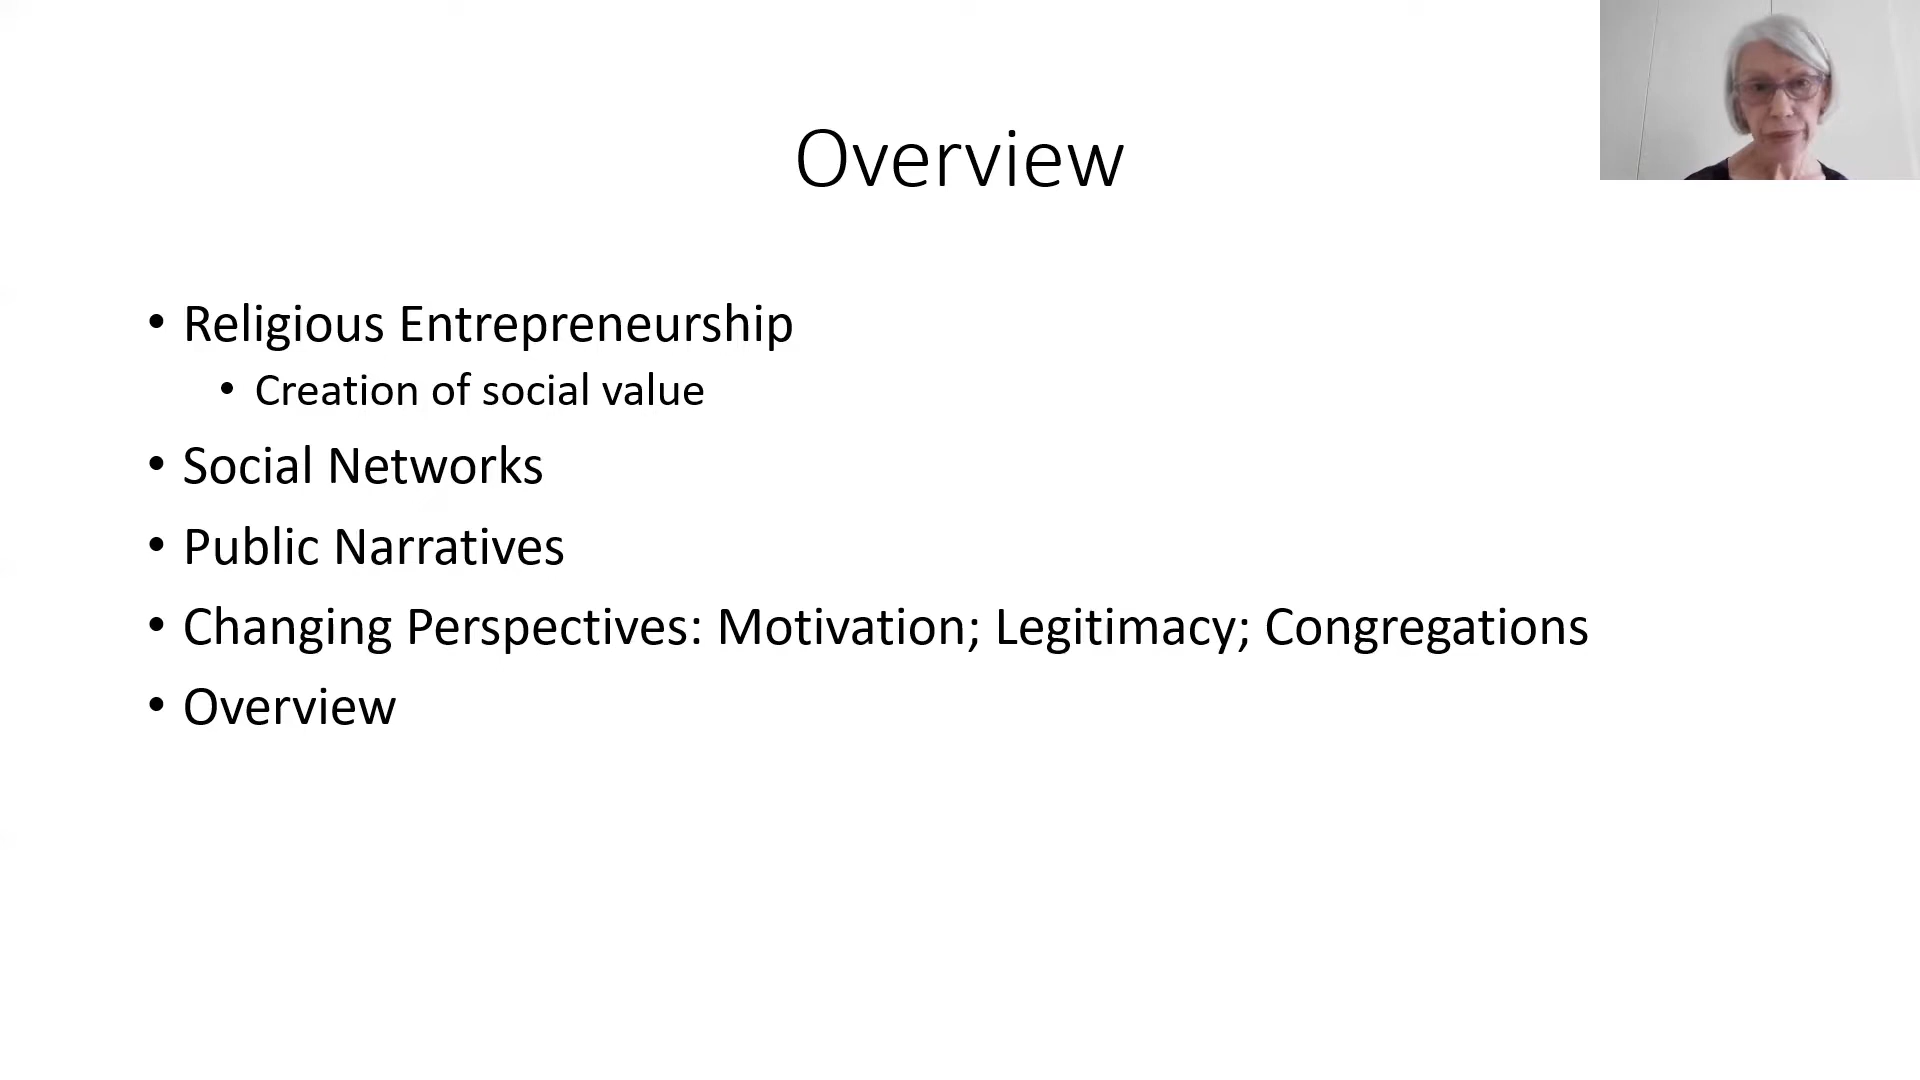 Overview
• Religious Entrepreneurship
• Creation of social value
• Social Networks
• Public Narratives
• Changing Perspectives: Motivation; Legitimacy; Congregations
• Overview